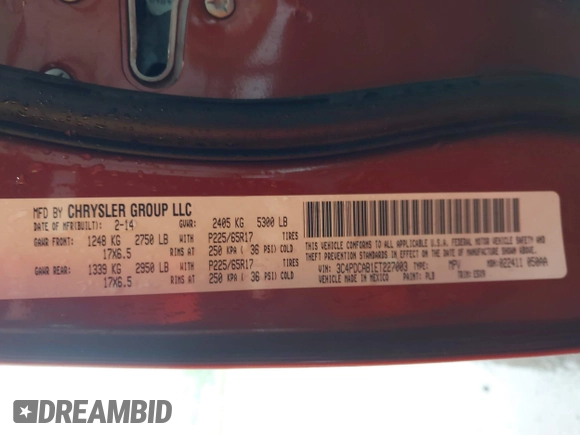 MFD BY CHRYSLER GROUP LLC
DATE OF MFR(BUILT): 2-14 GVWR: 2405 KG 5300 LB
GAWR FRONT: 1248 KG 2750 LB P225/65R17 TIRES
17X6.5 RIMS AT 250 KPA ( 36 PSI) COLD
GAWR REAR: 1339 KG 2950 LB P225/65R17 TIRES
17X6.5 RIMS AT 250 KPA ( 36 PSI) COLD
THIS VEHICLE CONFORMS TO ALL APPLICABLE U.S.A. FEDERAL MOTOR VEHICLE SAFETY AND
THEFT PREVENTION STANDARDS IN EFFECT ON THE DATE OF MANUFACTURE SHOWN ABOVE
VIN: 3C4PDCAB1ET227003 TYPE: MPV MDH: 022411 050AA
VEHICLE MADE IN MEXICO PAINT: TRIM:
DREAMBID